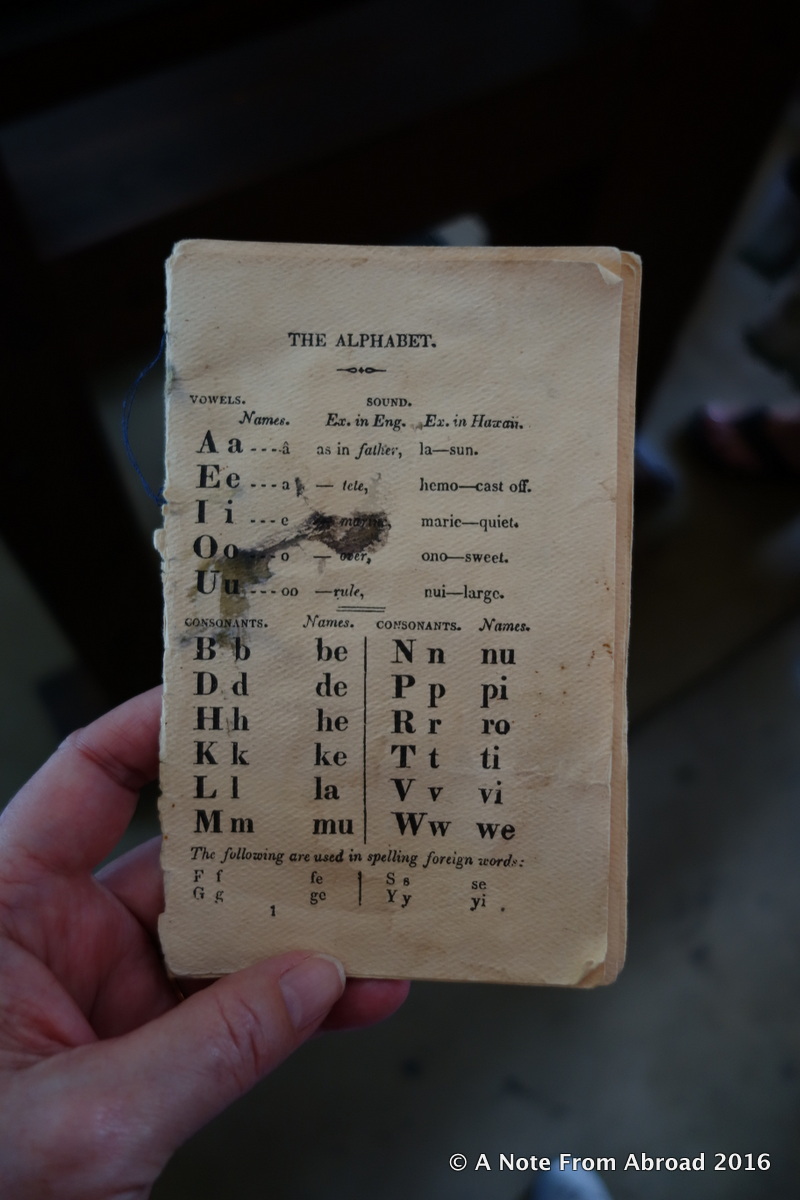 THE ALPHABET.
VOWELS. SOUND.
Names. Ex. in Eng. Ex. in Hawaii.
A a - - - - â as in father, la—sun.
E e - - - - a — tete, hemo—cast off.
I i - - - e marie—quiet.
O o - - o — over, ono—sweet.
U u - - - - oo —rule, nui—large.
CONSONANTS. Names. CONSONANTS. Names.
B b be N n nu
D d de P p pi
H h he R r ro
K k ke T t ti
L l la V v vi
M m mu W w we
The following are used in spelling foreign words:
F f fe S s se
G g ge Y y yi
1
© A Note From Abroad 2016